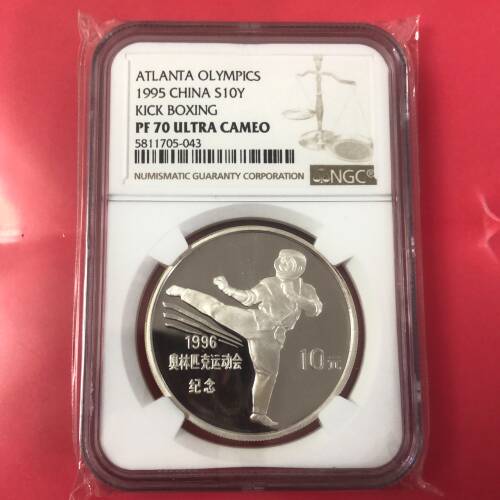 ATLANTA OLYMPICS
1995 CHINA S10Y
KICK BOXING
PF 70 ULTRA CAMEO
5811705-043
NUMISMATIC GUARANTY CORPORATION NGC®
1996
奥林匹克运动会
纪念
10元